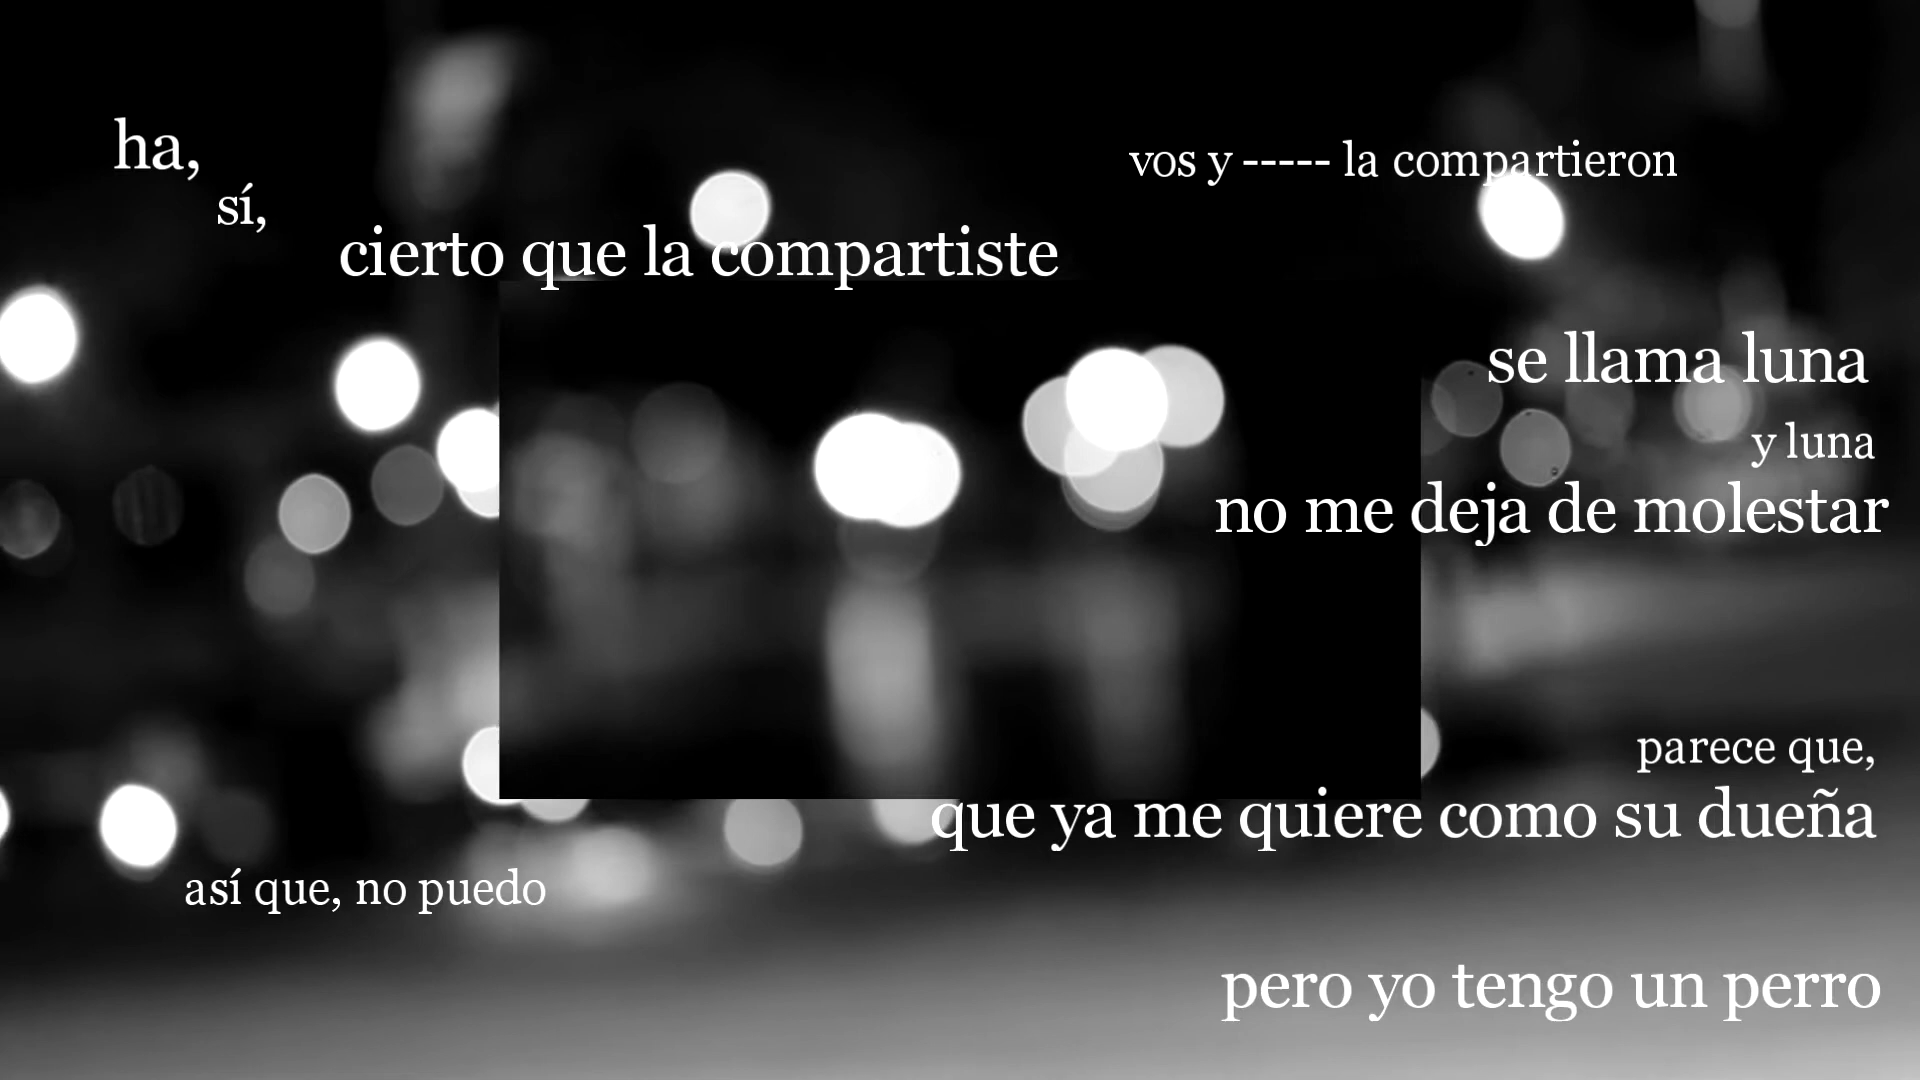 ha,
sí,
cierto que la compartiste
vos y ----- la compartieron
se llama luna
y luna
no me deja de molestar
parece que,
que ya me quiere como su dueña
así que, no puedo
pero yo tengo un perro